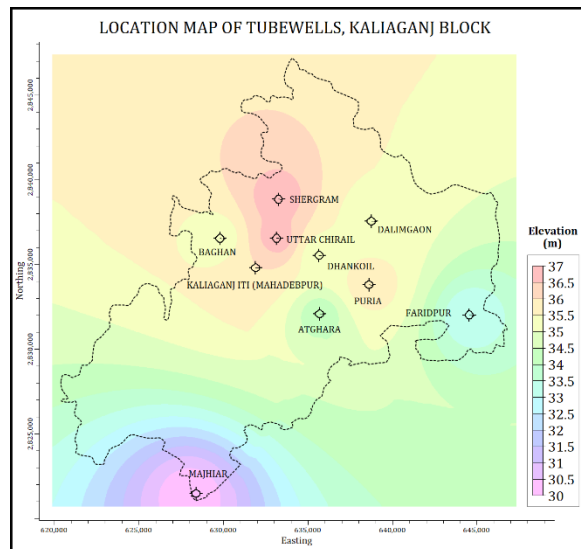 LOCATION MAP OF TUBEWELLS, KALIAGANJ BLOCK
2,845,000
2,840,000
2,835,000
2,830,000
2,825,000
Northing
SHERGRAM
DALIMGAON
UTTAR CHIRAIL
BAGHAN
DHANKOIL
KALIAGANJ ITI (MAHADEBPUR)
PURIA
FARIDPUR
ATGHARA
MAJHIAR
620,000 625,000 630,000 635,000 640,000 645,000
Easting
Elevation
(m)
37
36.5
36
35.5
35
34.5
34
33.5
33
32.5
32
31.5
31
30.5
30